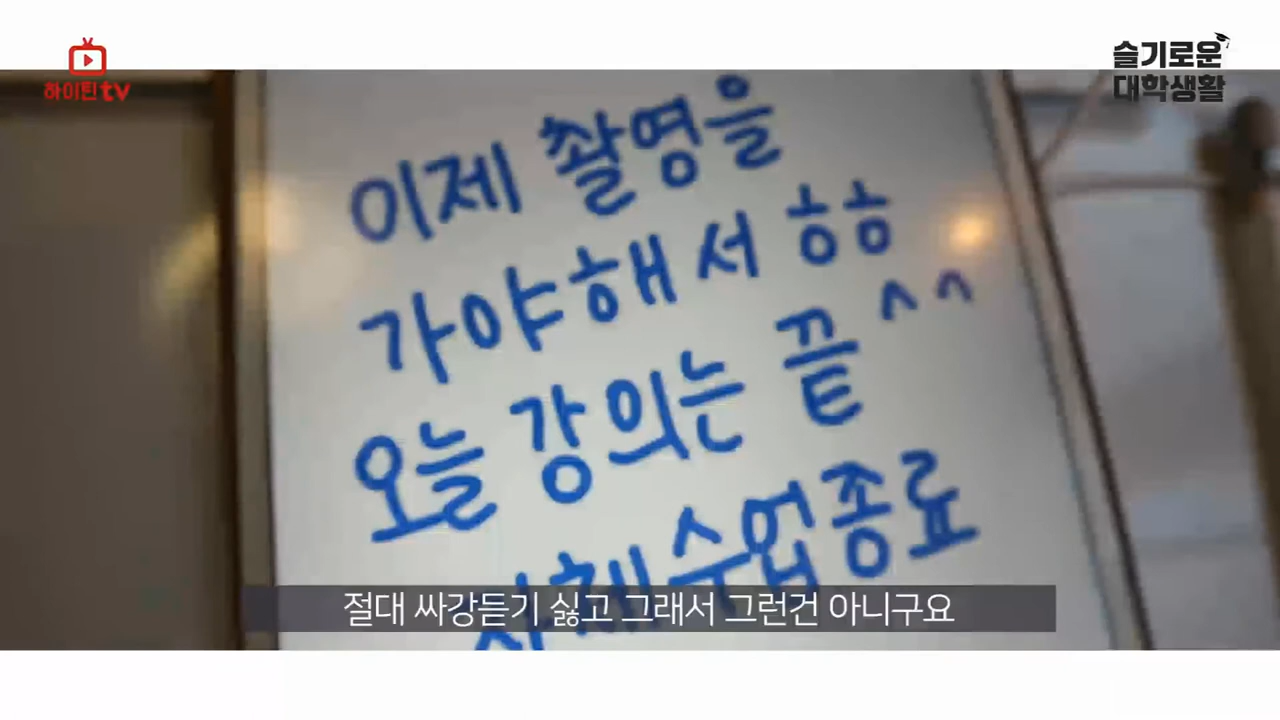 하이틴tv
슬기로운
대학생활
이제 촬영을
가야해서 ㅎㅎ
^^
오늘 강의는 끝
자체수업종료
절대 싸강듣기 싫고 그래서 그런건 아니구요